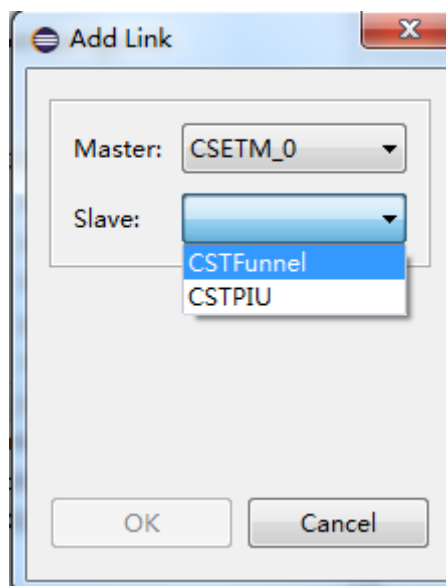 Add Link
Master: CSETM_0
Slave:
CSTFunnel
CSTPIU
OK Cancel